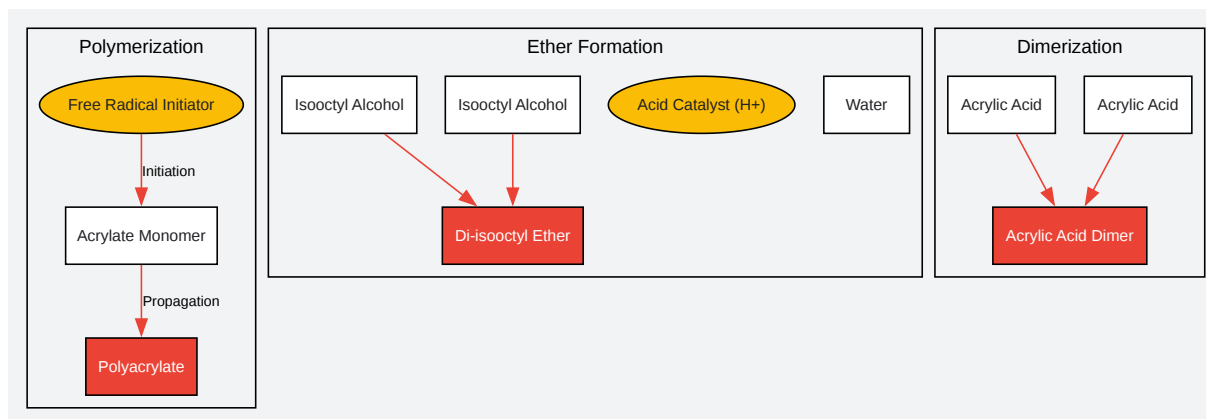 Polymerization
Free Radical Initiator
Initiation
Acrylate Monomer
Propagation
Polyacrylate
Ether Formation
Isooctyl Alcohol
Isooctyl Alcohol
Acid Catalyst (H+)
Water
Di-isooctyl Ether
Dimerization
Acrylic Acid
Acrylic Acid
Acrylic Acid Dimer